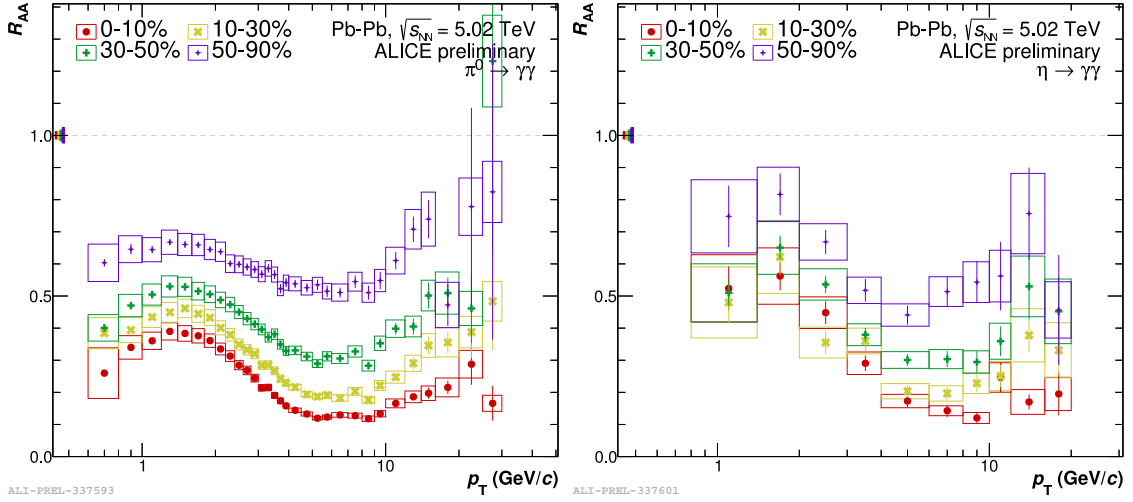 R_AA
0-10% 10-30%
30-50% 50-90%
Pb-Pb, √s_NN = 5.02 TeV
ALICE preliminary
π⁰ → γγ
1.0
0.5
0.0
1 10
p_T (GeV/c)
ALI-PREL-337593
R_AA
0-10% 10-30%
30-50% 50-90%
Pb-Pb, √s_NN = 5.02 TeV
ALICE preliminary
η → γγ
1.0
0.5
0.0
1 10
p_T (GeV/c)
ALI-PREL-337601